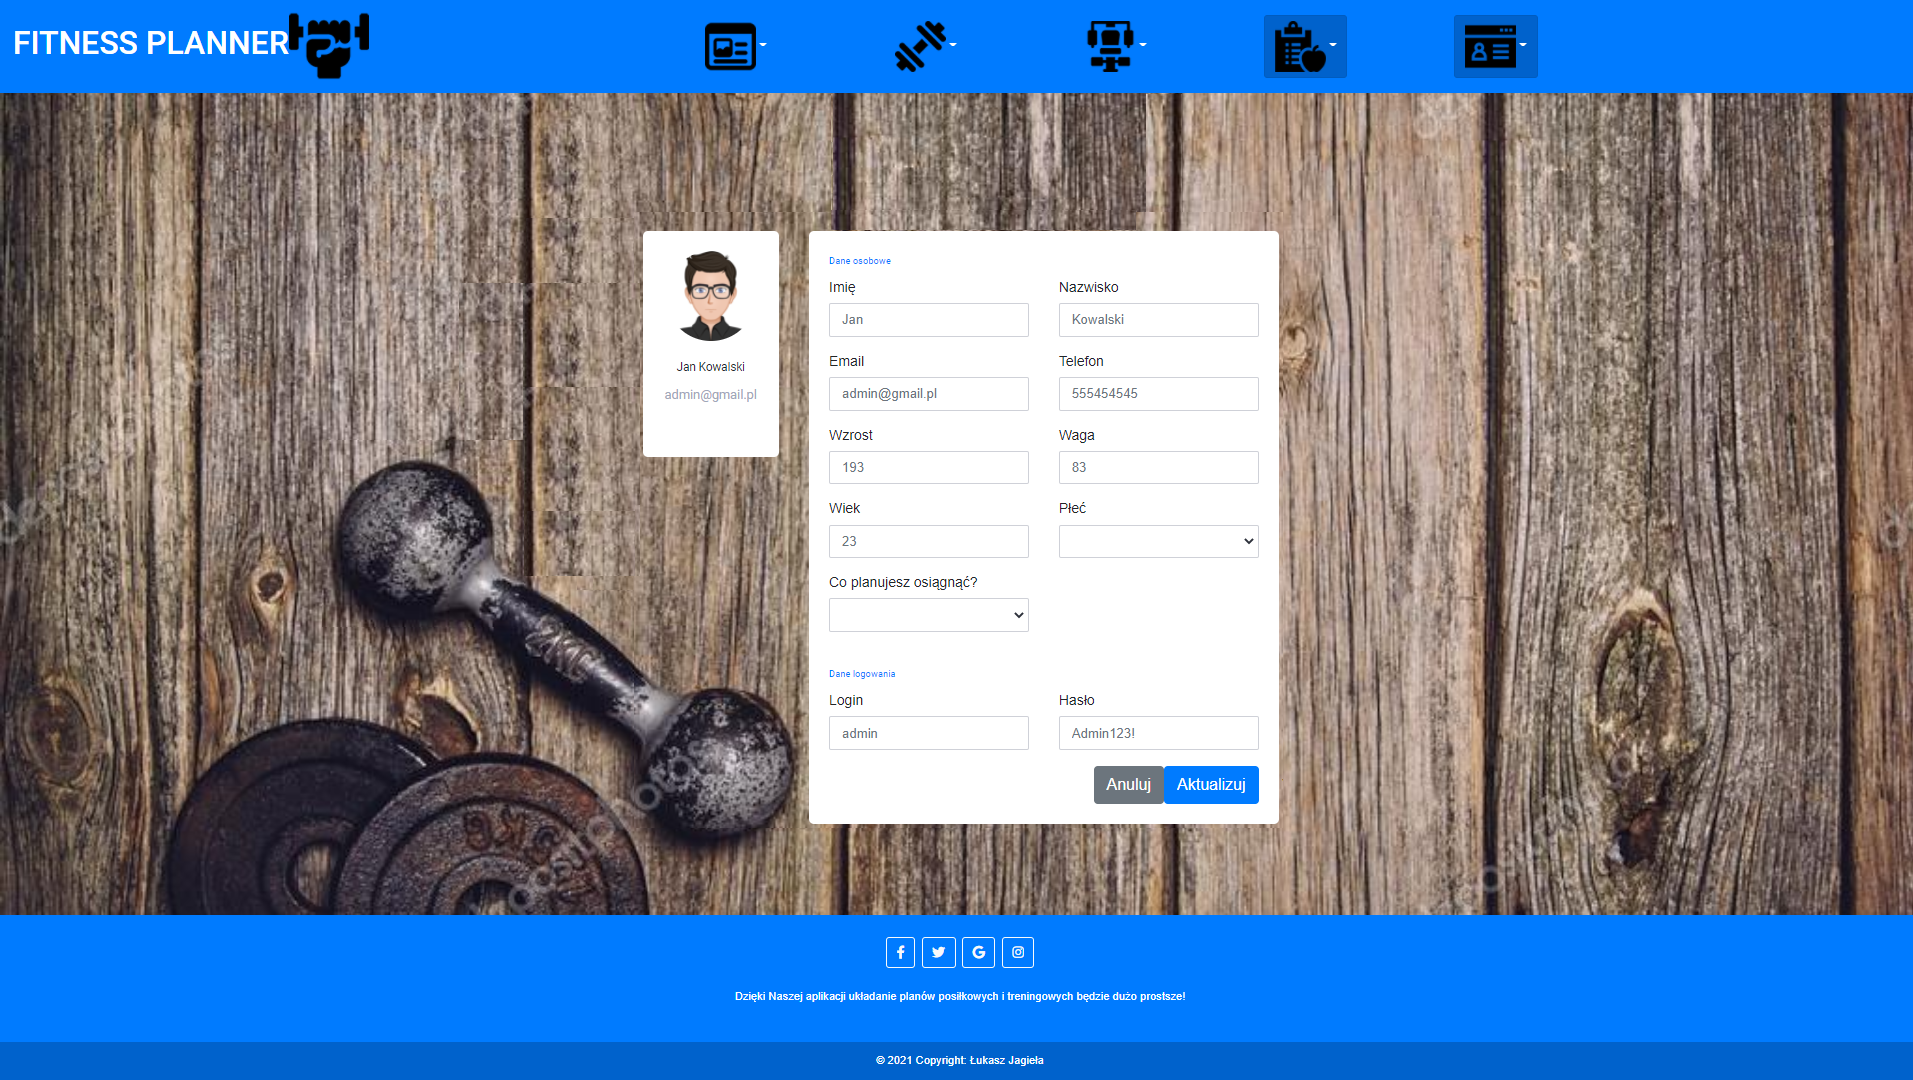 FITNESS PLANNER
Jan Kowalski
admin@gmail.pl
Dane osobowe
Imię Nazwisko
Jan Kowalski
Email Telefon
admin@gmail.pl 555454545
Wzrost Waga
193 83
Wiek Płeć
23
Co planujesz osiągnąć?
Dane logowania
Login Hasło
admin Admin123!
Anuluj Aktualizuj
Dzięki Naszej aplikacji układanie planów posiłkowych i treningowych będzie dużo prostsze!
© 2021 Copyright: Łukasz Jagieła